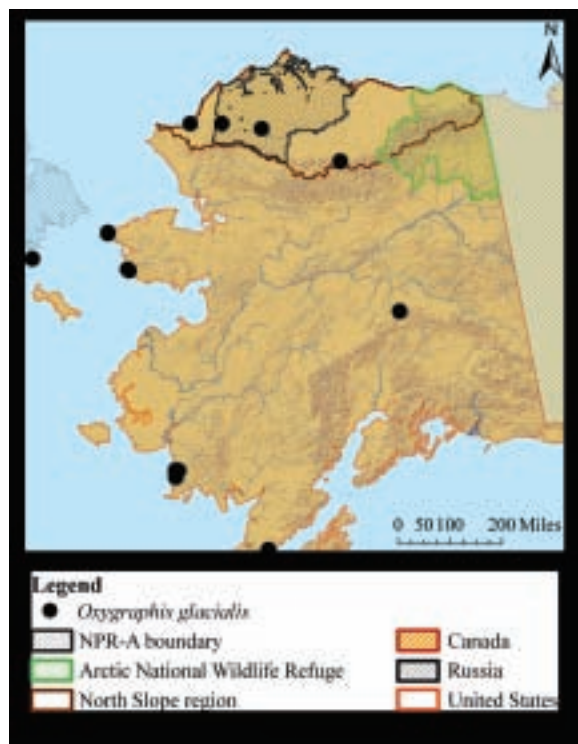 N
0 50 100 200 Miles
Legend
Oxygraphis glacialis
NPR-A boundary
Canada
Arctic National Wildlife Refuge
Russia
North Slope region
United States